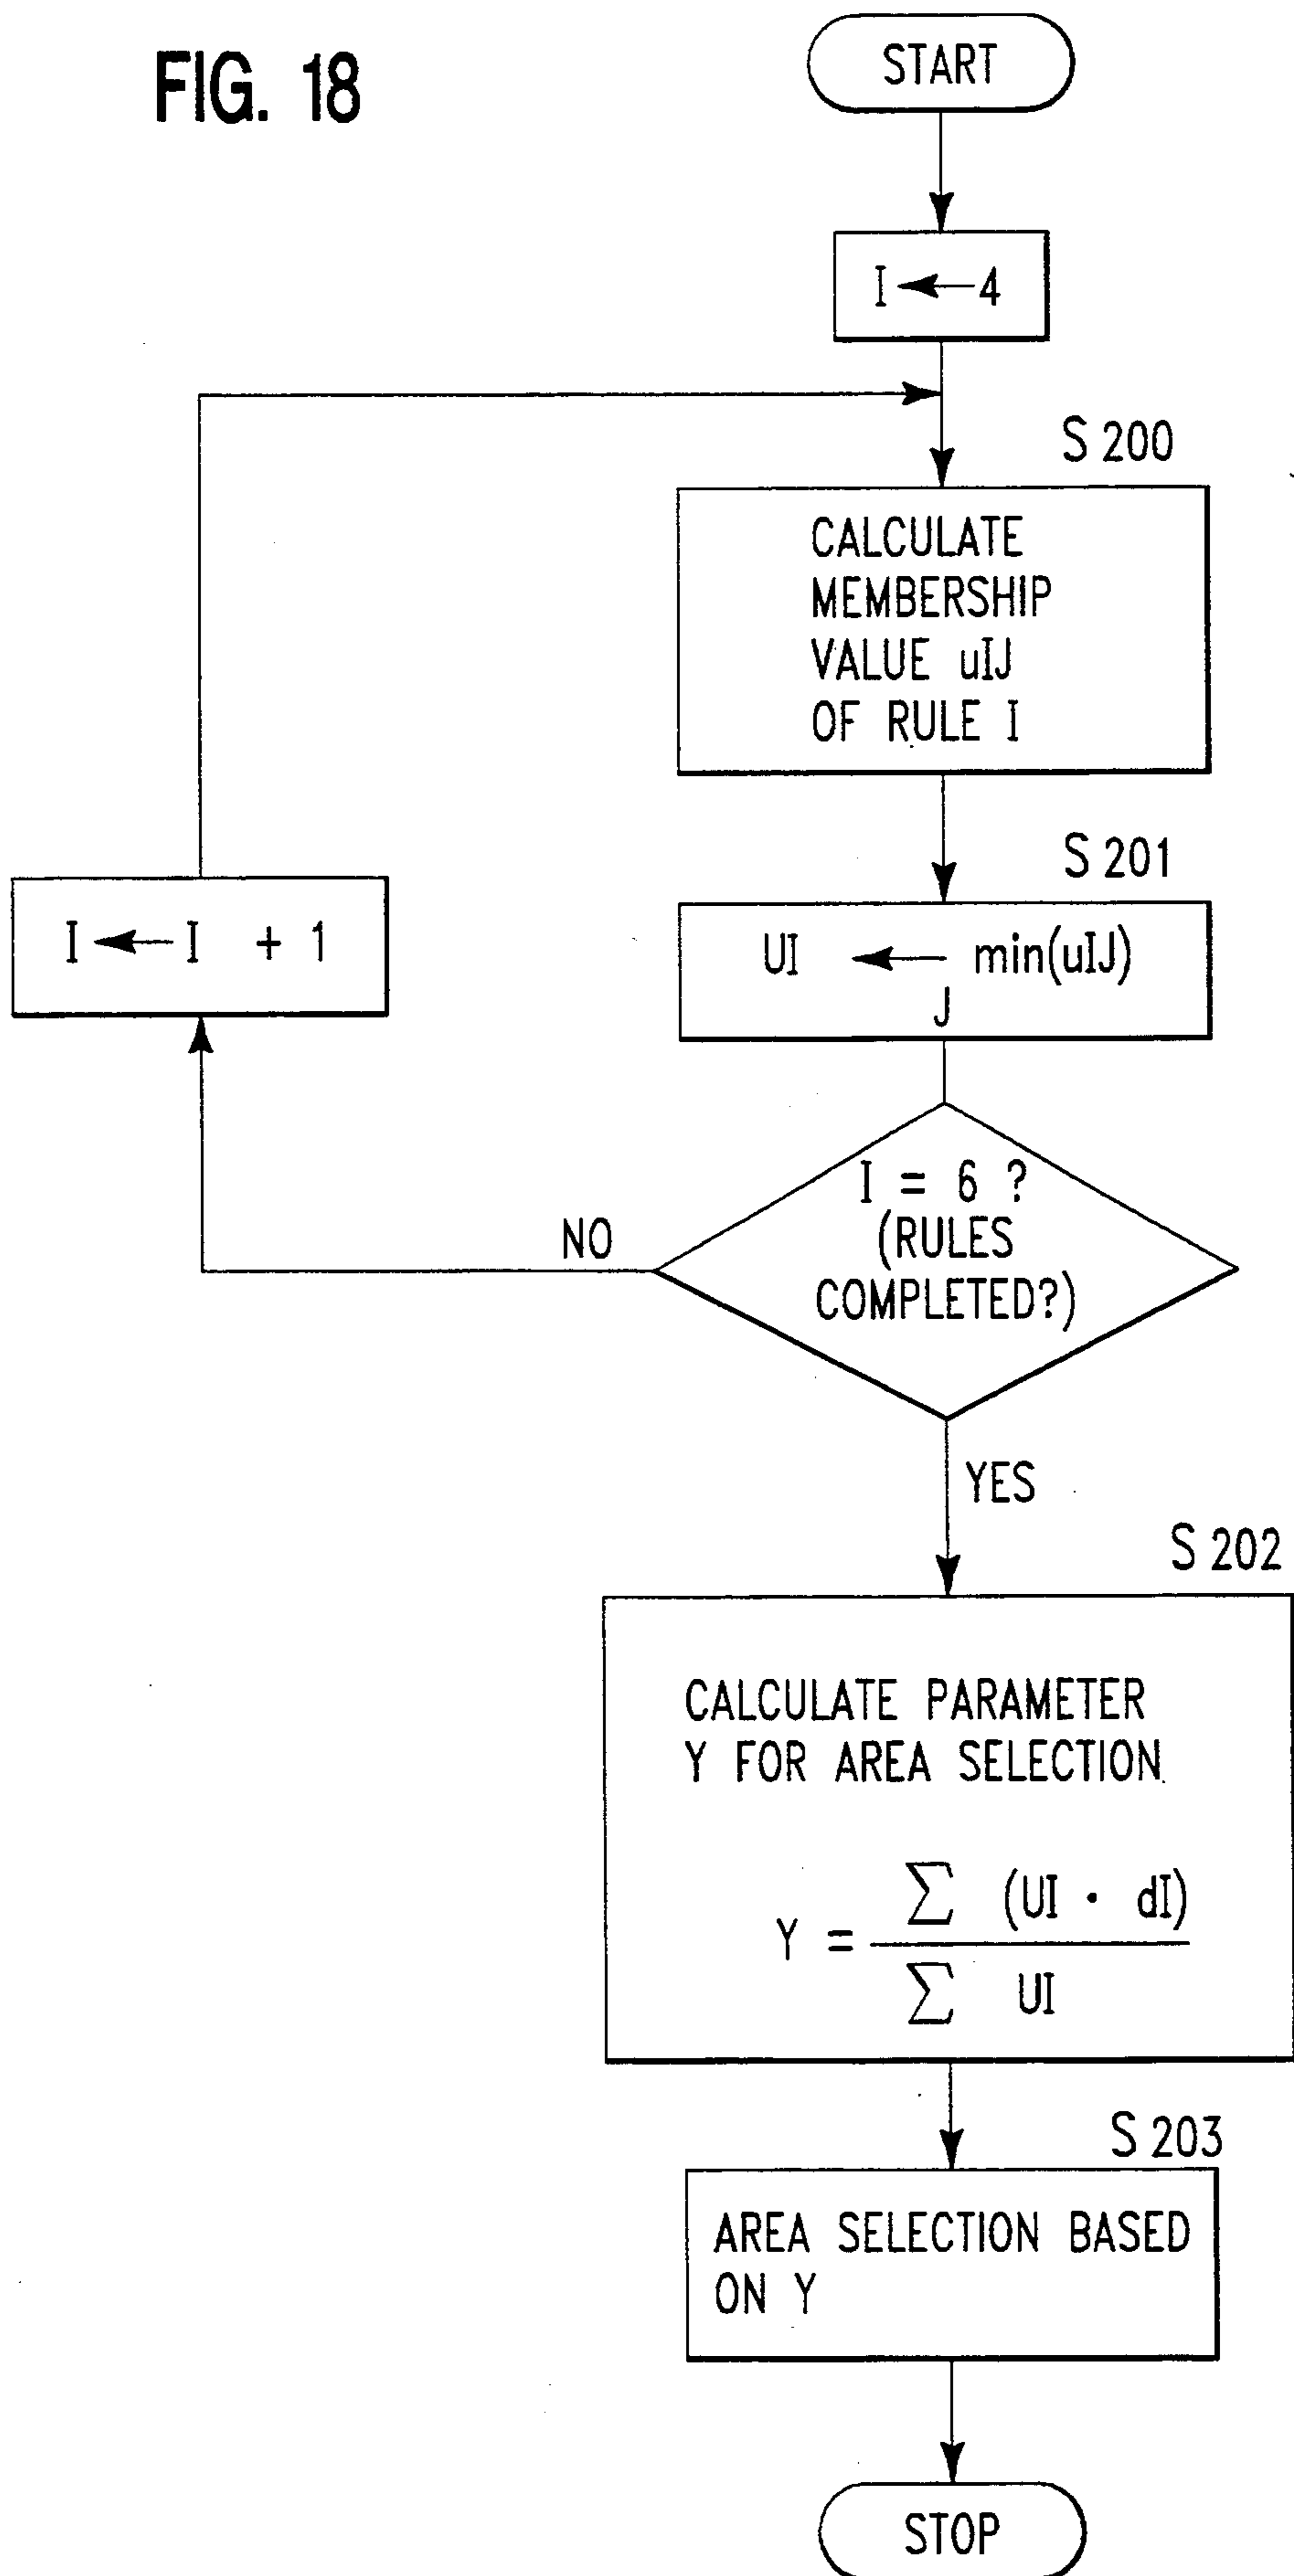 FIG. 18
START
I ← 4
S 200
CALCULATE
MEMBERSHIP
VALUE uIJ
OF RULE I
S 201
I ← I + 1
UI ← min(uIJ)
J
I = 6 ?
(RULES
COMPLETED?)
NO
YES
S 202
CALCULATE PARAMETER
Y FOR AREA SELECTION
Y = ∑ (UI · dI)
∑ UI
S 203
AREA SELECTION BASED
ON Y
STOP